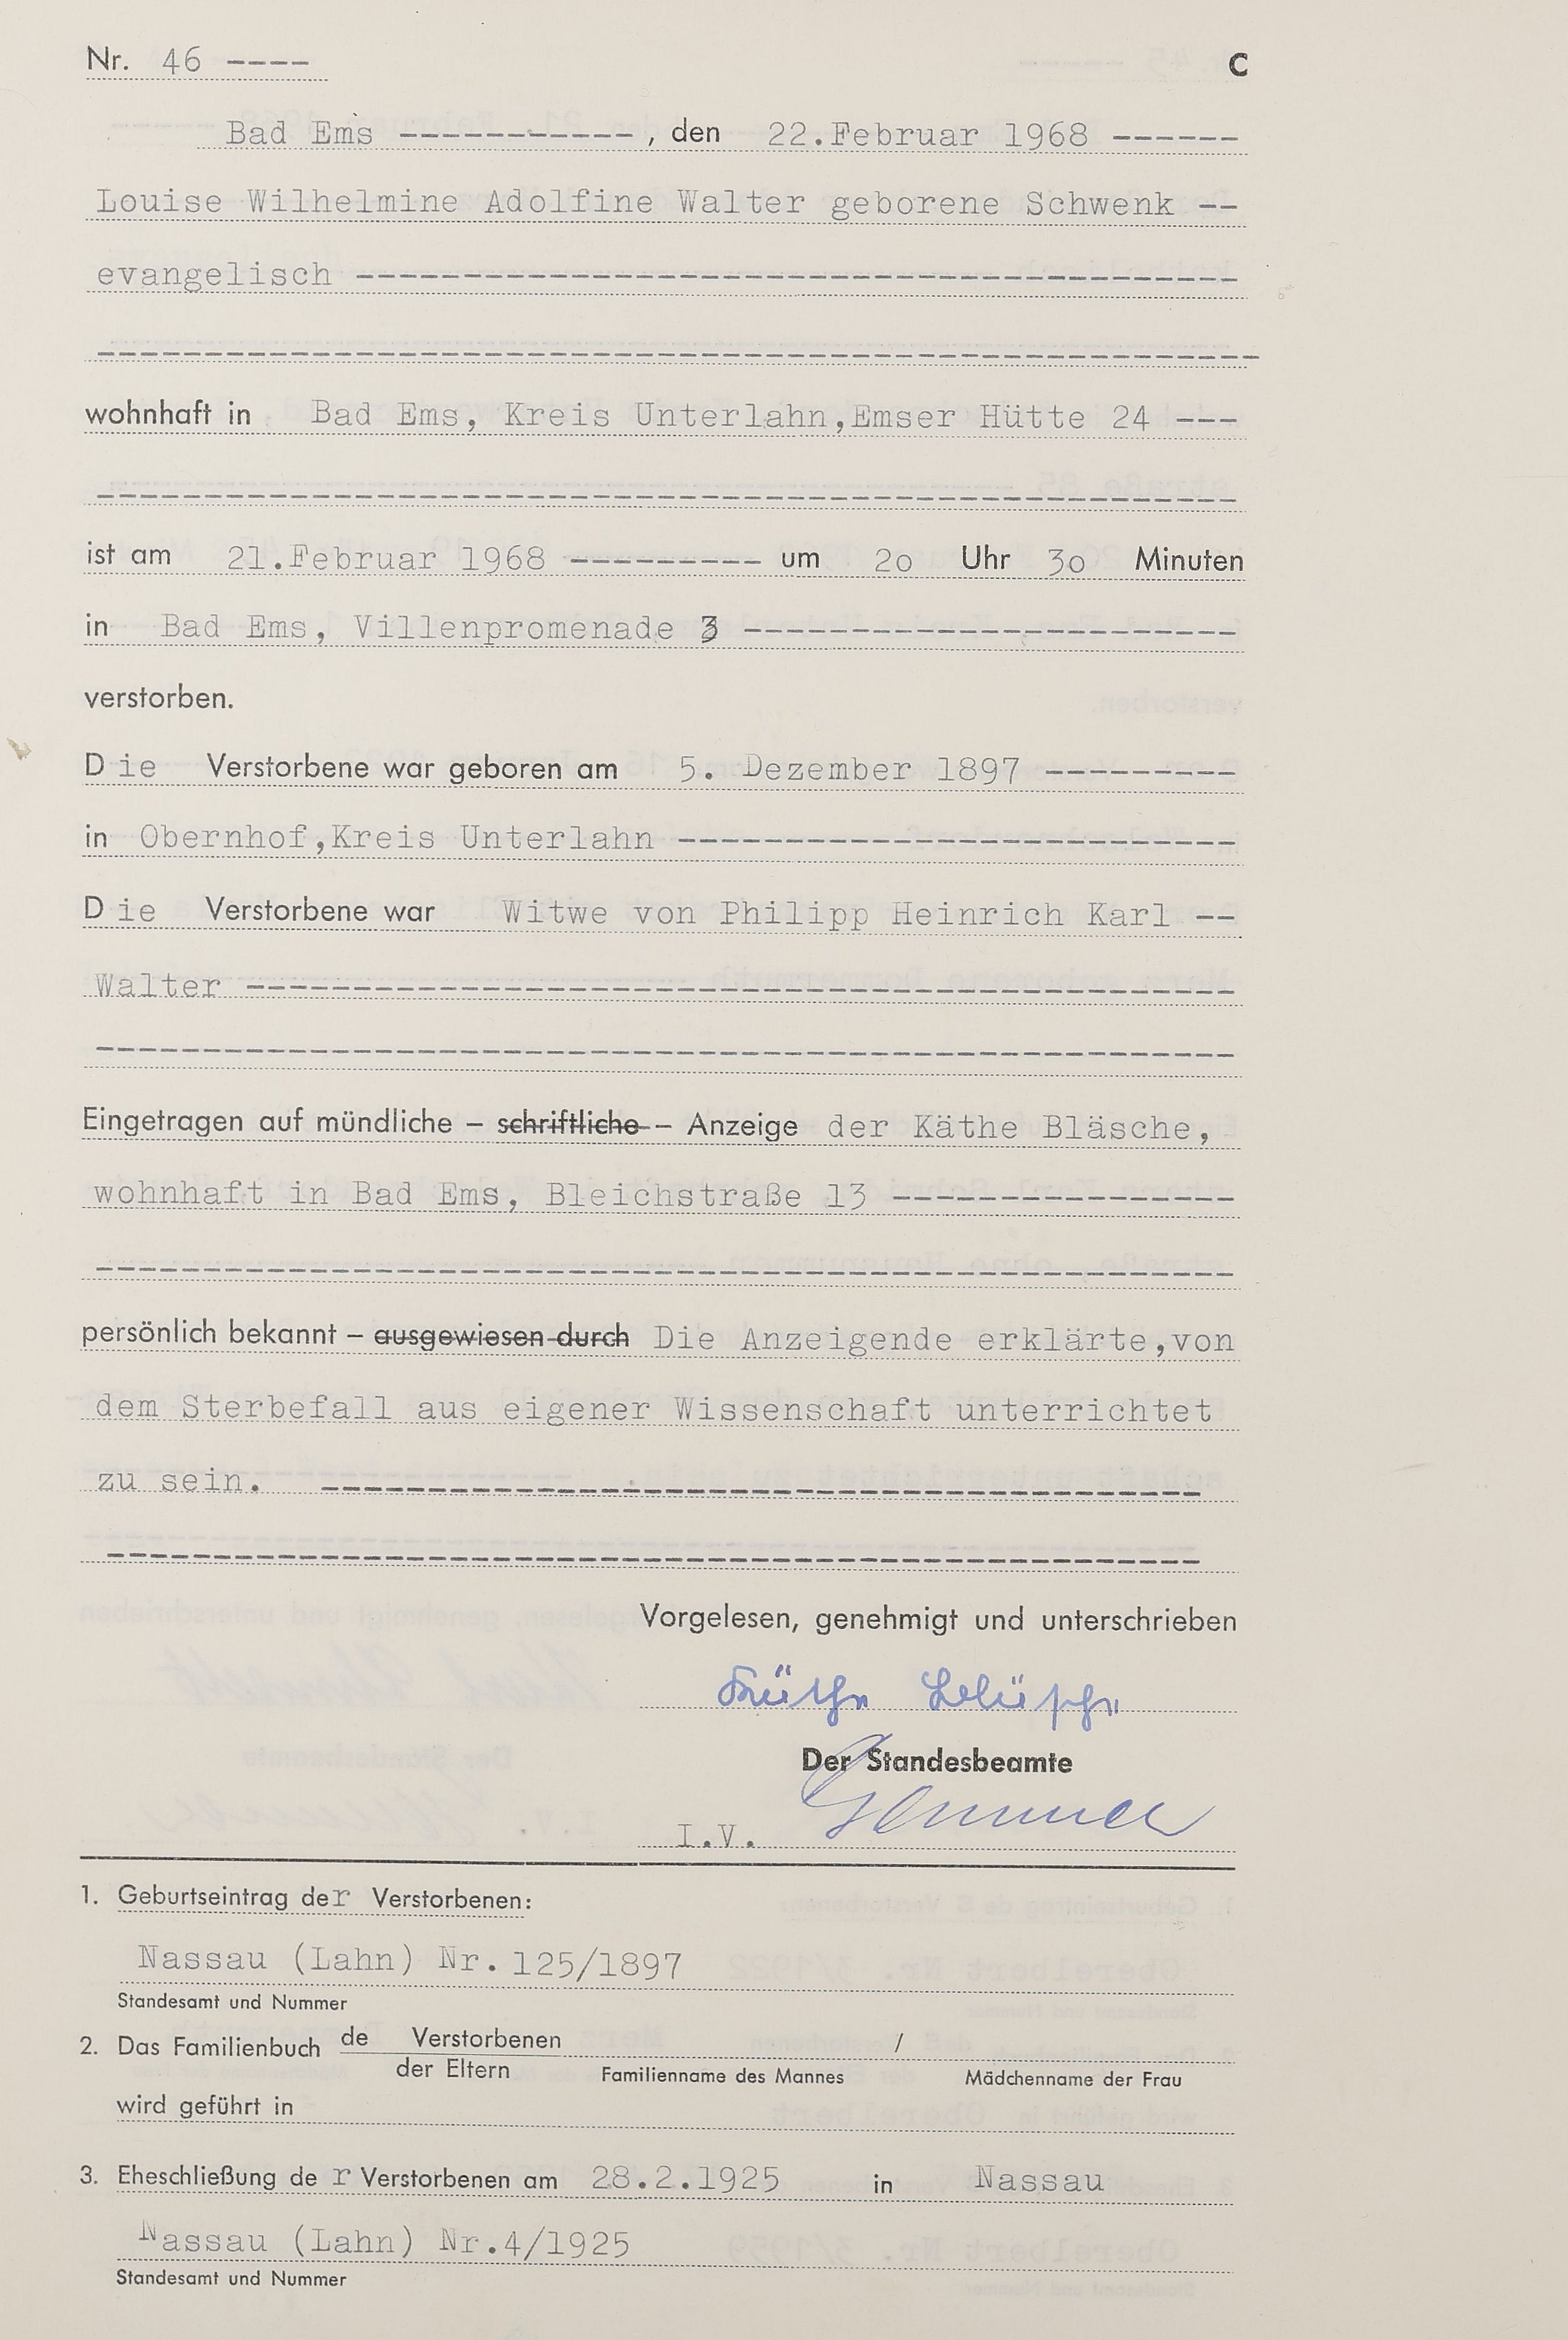 Nr. 46 ---- C
Bad Ems -----------, den 22.Februar 1968 ------
Louise Wilhelmine Adolfine Walter geborene Schwenk --
evangelisch -----------------------------------------
wohnhaft in Bad Ems, Kreis Unterlahn,Emser Hütte 24 ---
ist am 21.Februar 1968 --------- um 20 Uhr 30 Minuten
in Bad Ems, Villenpromenade 3 -----------------------
verstorben.
Die Verstorbene war geboren am 5. Dezember 1897 ---------
in Obernhof,Kreis Unterlahn --------------------------
Die Verstorbene war Witwe von Philipp Heinrich Karl --
Walter ----------------------------------------------
Eingetragen auf mündliche – schriftliche – Anzeige der Käthe Bläsche,
wohnhaft in Bad Ems, Bleichstraße 13 ----------------
persönlich bekannt – ausgewiesen durch Die Anzeigende erklärte,von
dem Sterbefall aus eigener Wissenschaft unterrichtet
zu sein. -----------------------------------------
Vorgelesen, genehmigt und unterschrieben
Käthe Bläsche
Der Standesbeamte
I.V.
1. Geburtseintrag der Verstorbenen:
Nassau (Lahn) Nr. 125/1897
Standesamt und Nummer
2. Das Familienbuch de Verstorbenen /
der Eltern Familienname des Mannes Mädchenname der Frau
wird geführt in
3. Eheschließung der Verstorbenen am 28.2.1925 in Nassau
Nassau (Lahn) Nr.4/1925
Standesamt und Nummer